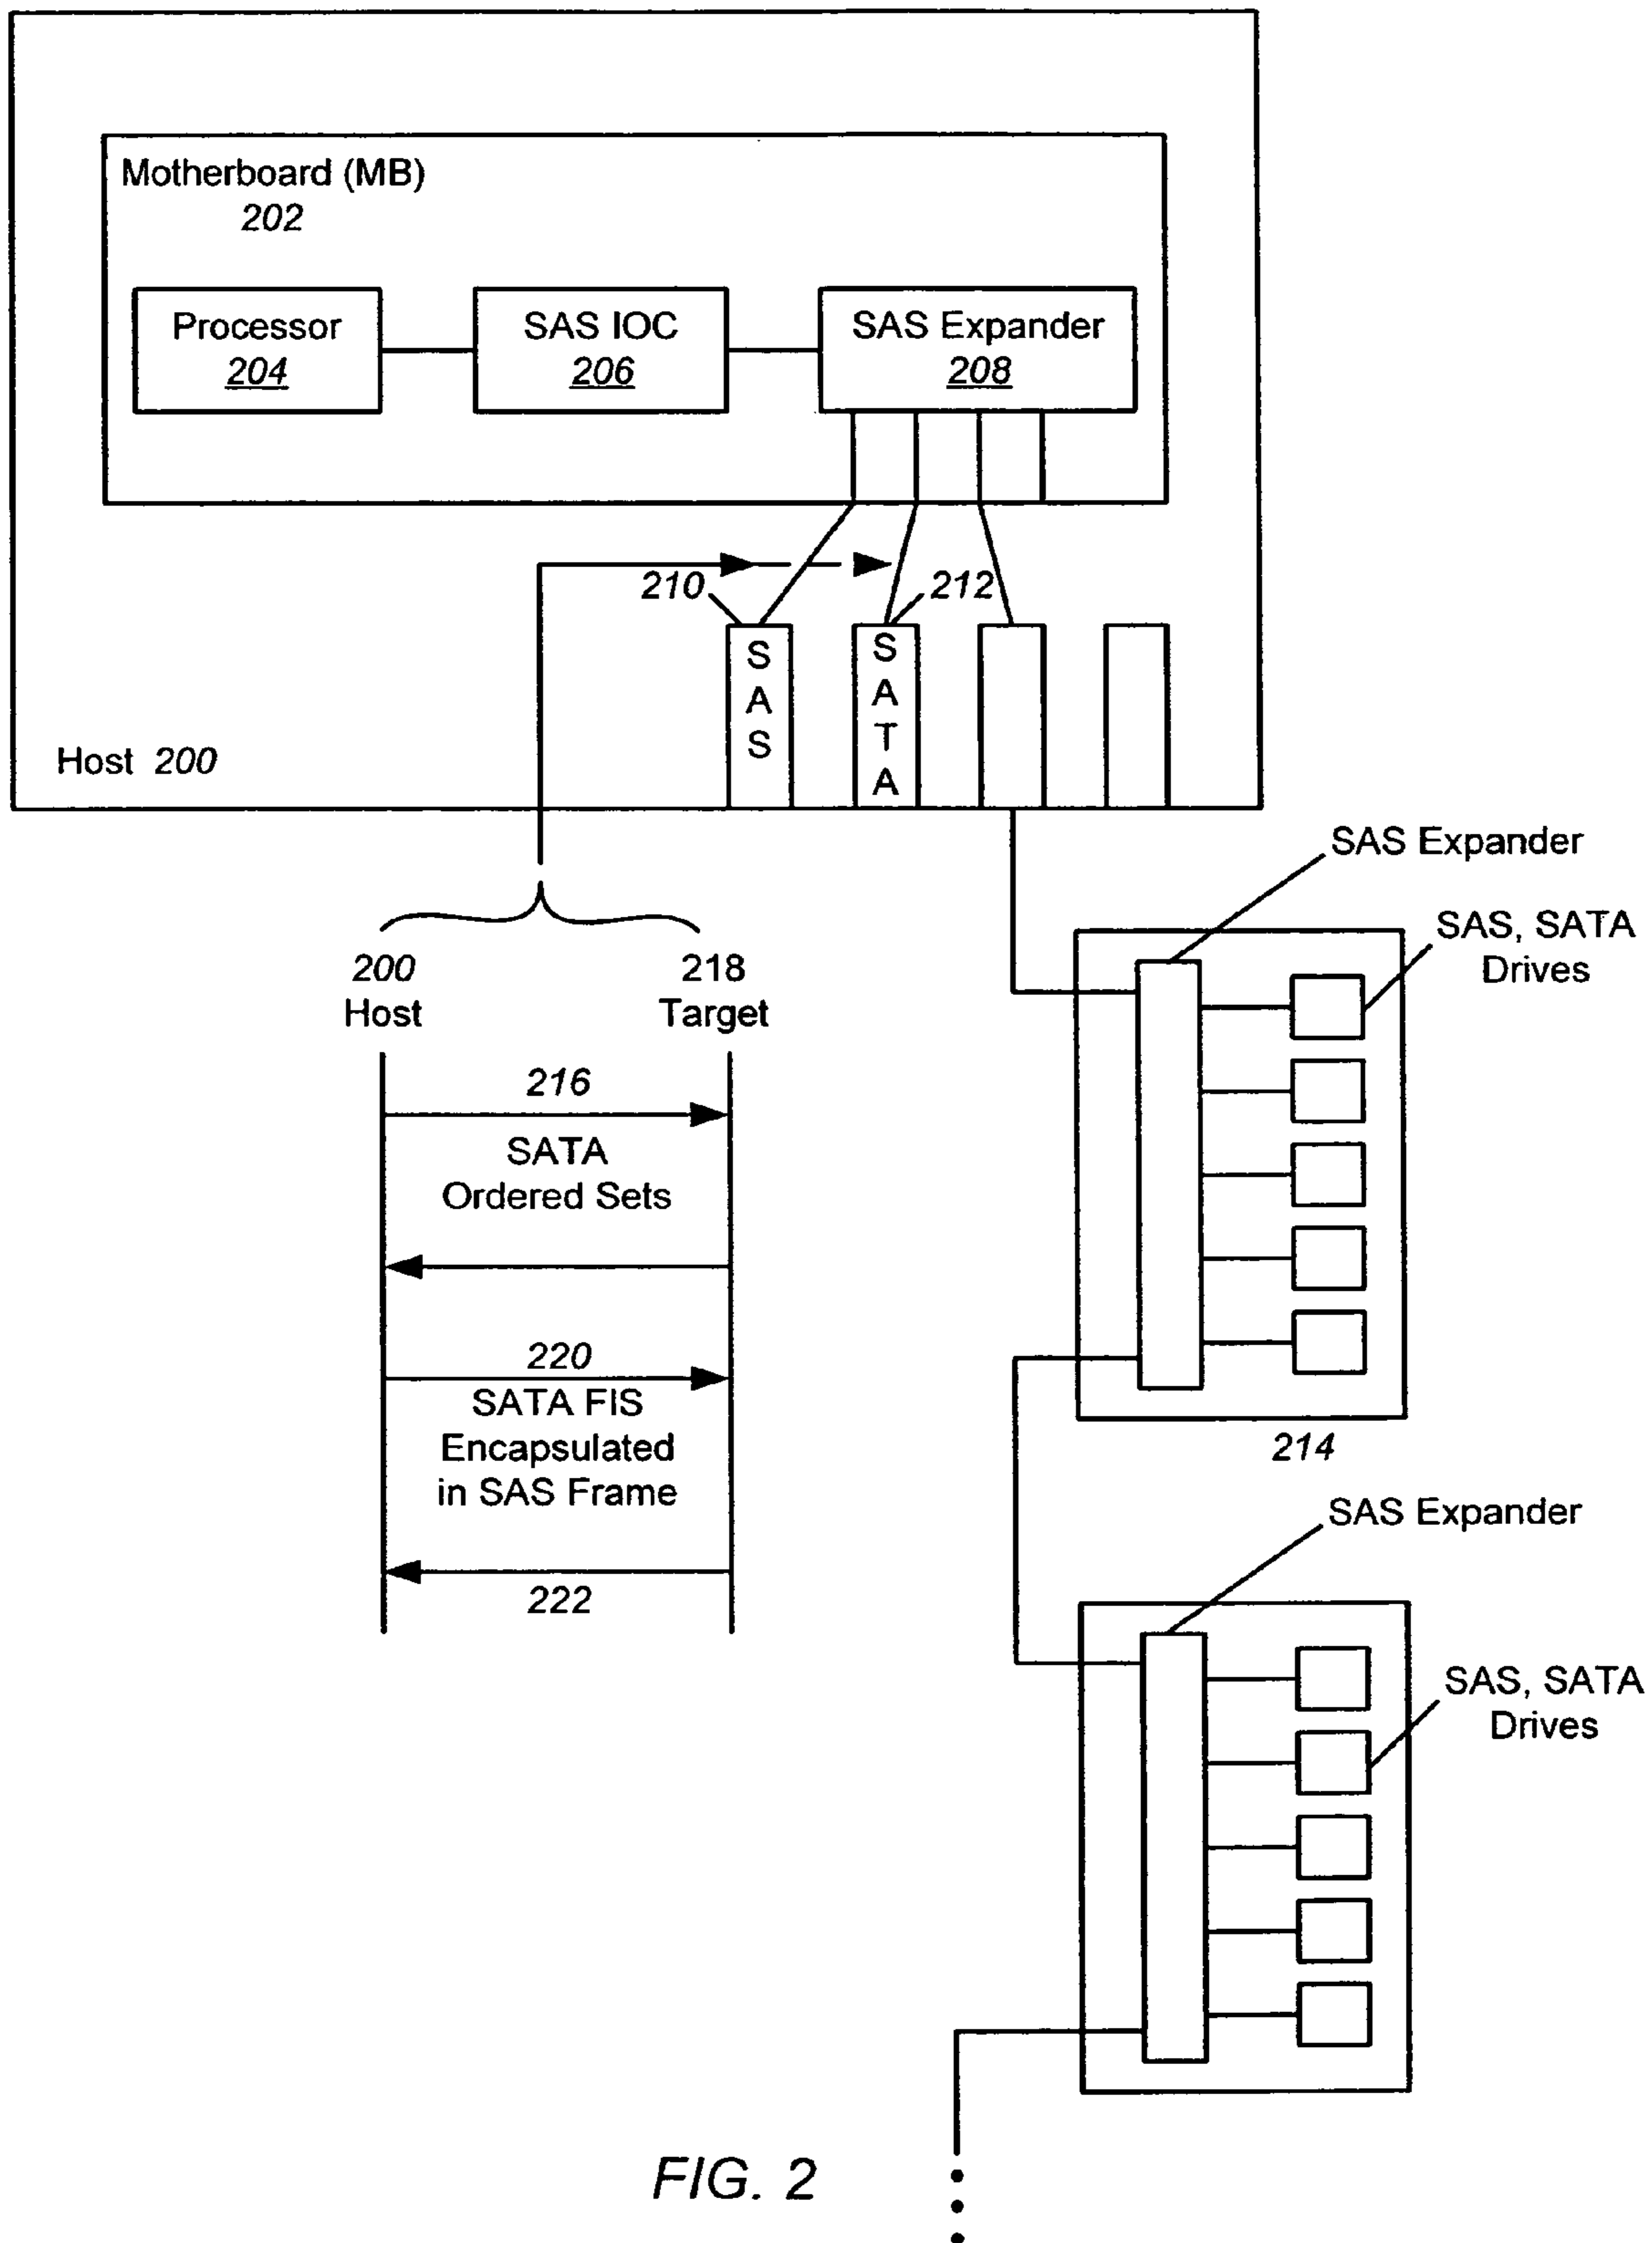 Motherboard (MB)
202
Processor
204
SAS IOC
206
SAS Expander
208
210
212
SAS
SATA
Host 200
SAS Expander
SAS, SATA
Drives
200
Host
218
Target
216
SATA
Ordered Sets
220
SATA FIS
Encapsulated
in SAS Frame
222
214
SAS Expander
SAS, SATA
Drives
FIG. 2